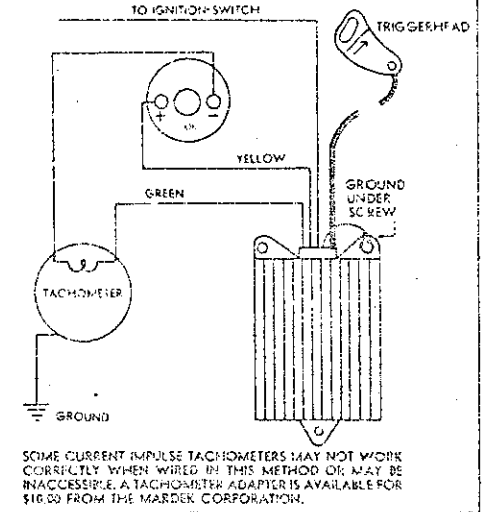 TO IGNITION SWITCH
TRIGGERHEAD
+
-
YELLOW
GREEN
GROUND
UNDER
SCREW
TACHOMETER
GROUND
SOME CURRENT IMPULSE TACHOMETERS MAY NOT WORK
CORRECTLY WHEN WIRED IN THIS METHOD OR MAY BE
INACCESSIBLE. A TACHOMETER ADAPTER IS AVAILABLE FOR
$10.00 FROM THE MARDEK CORPORATION.